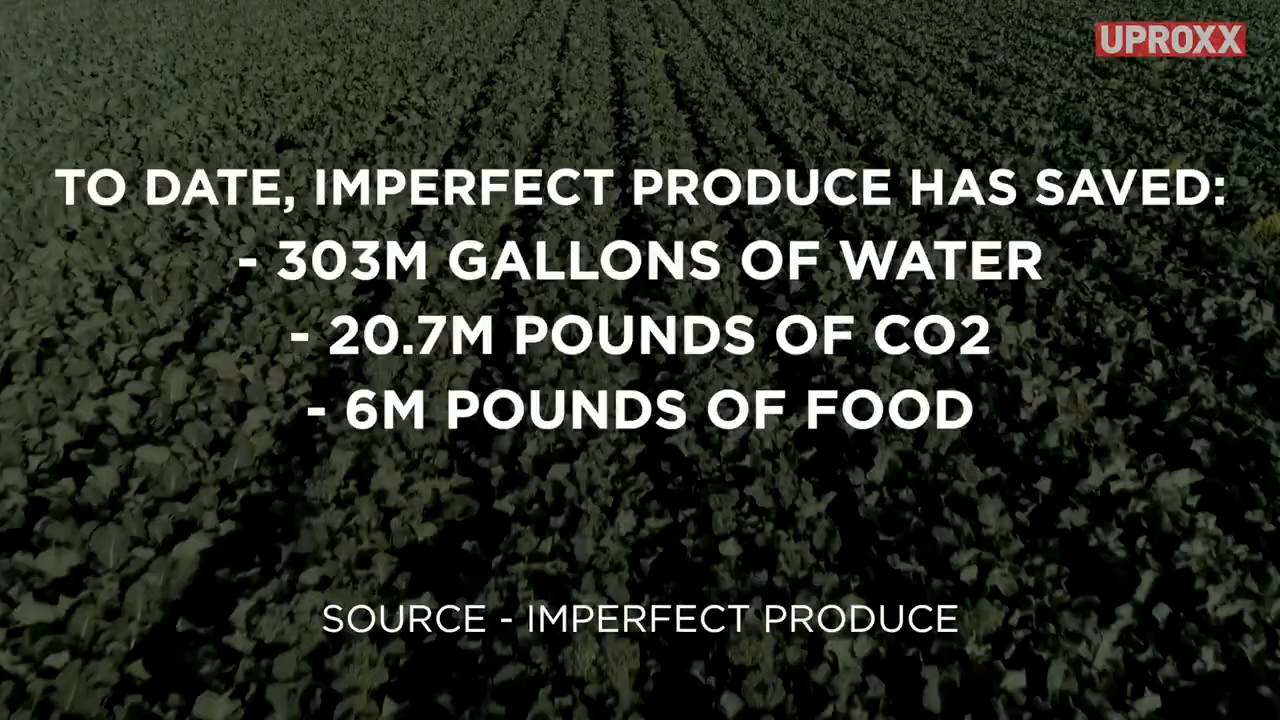 UPROXX
TO DATE, IMPERFECT PRODUCE HAS SAVED:
- 303M GALLONS OF WATER
- 20.7M POUNDS OF CO2
- 6M POUNDS OF FOOD
SOURCE - IMPERFECT PRODUCE